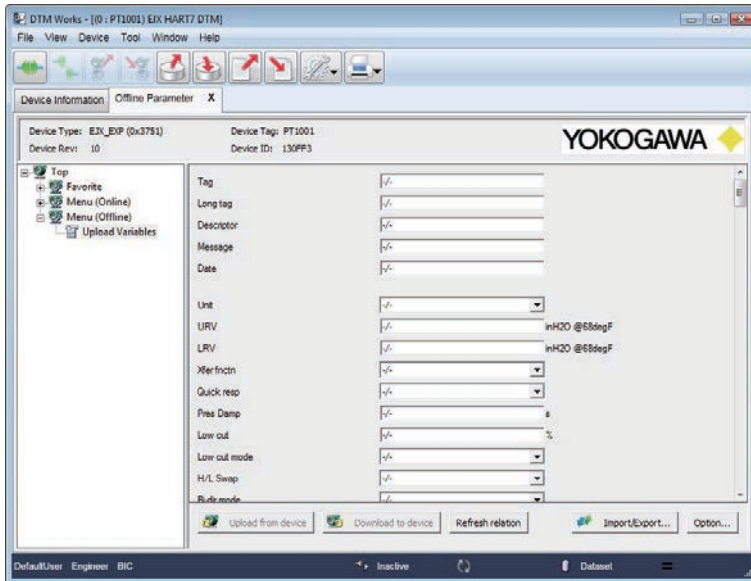 DTM Works - [(0 : PT1001) EJX HART7 DTM]
File View Device Tool Window Help
Device Information Offline Parameter X
Device Type: EJX_EXP (0x3751) Device Tag: PT1001
Device Rev: 10 Device ID: 130FF3
YOKOGAWA
Top
Favorite
Menu (Online)
Menu (Offline)
Upload Variables
Tag -/-
Long tag -/-
Descriptor -/-
Message -/-
Date -/-
Unit -/-
URV -/- inH2O @68degF
LRV -/- inH2O @68degF
Xfer fnctn -/-
Quick resp -/-
Pres Damp -/- s
Low cut -/- %
Low cut mode -/-
H/L Swap -/-
Bi-dir mode -/-
Upload from device Download to device Refresh relation Import/Export... Option...
DefaultUser Engineer BIC Inactive Dataset